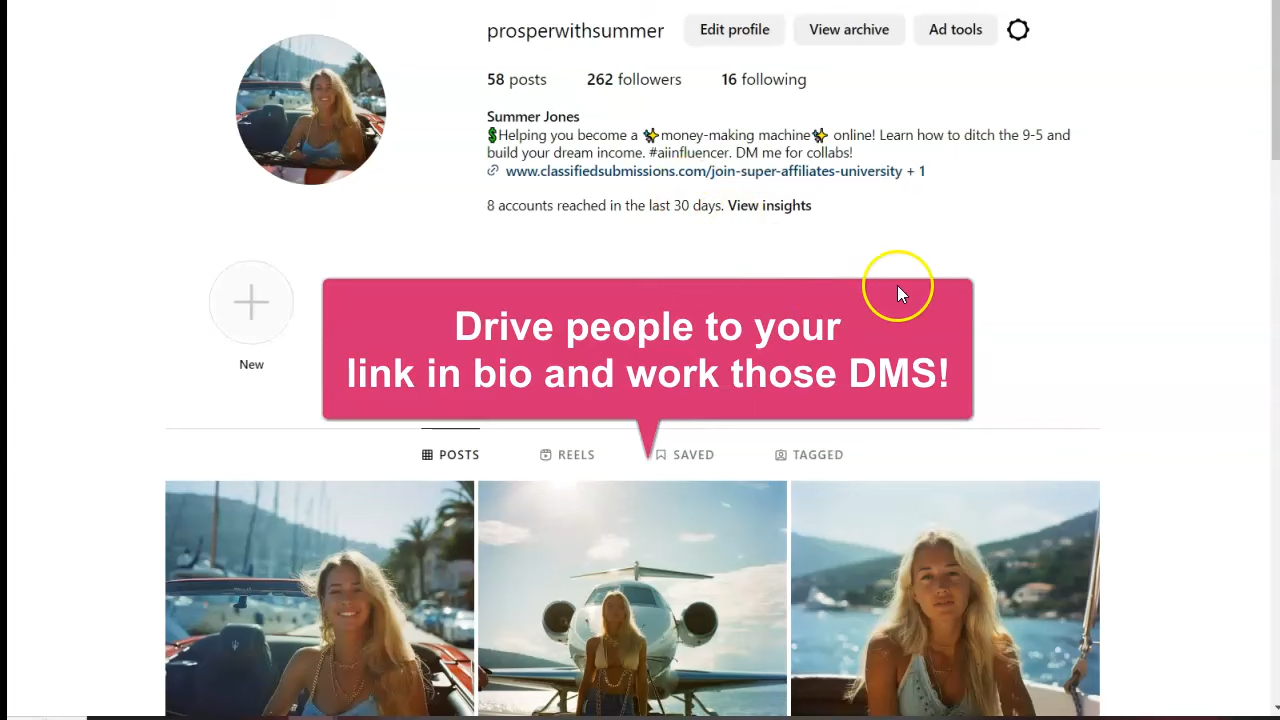 prosperwithsummer Edit profile View archive Ad tools
58 posts 262 followers 16 following
Summer Jones
💲Helping you become a ✨money-making machine✨ online! Learn how to ditch the 9-5 and
build your dream income. #aiinfluencer. DM me for collabs!
www.classifiedsubmissions.com/join-super-affiliates-university + 1
8 accounts reached in the last 30 days. View insights
Drive people to your
link in bio and work those DMS!
New
POSTS REELS SAVED TAGGED